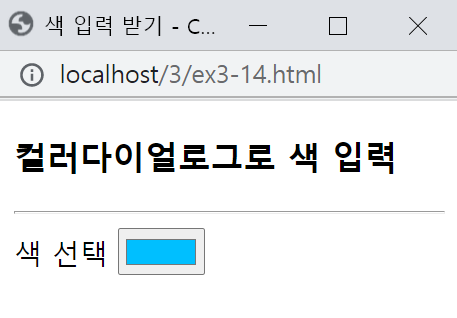 색 입력 받기 - C...
localhost/3/ex3-14.html
컬러다이얼로그로 색 입력
색 선택